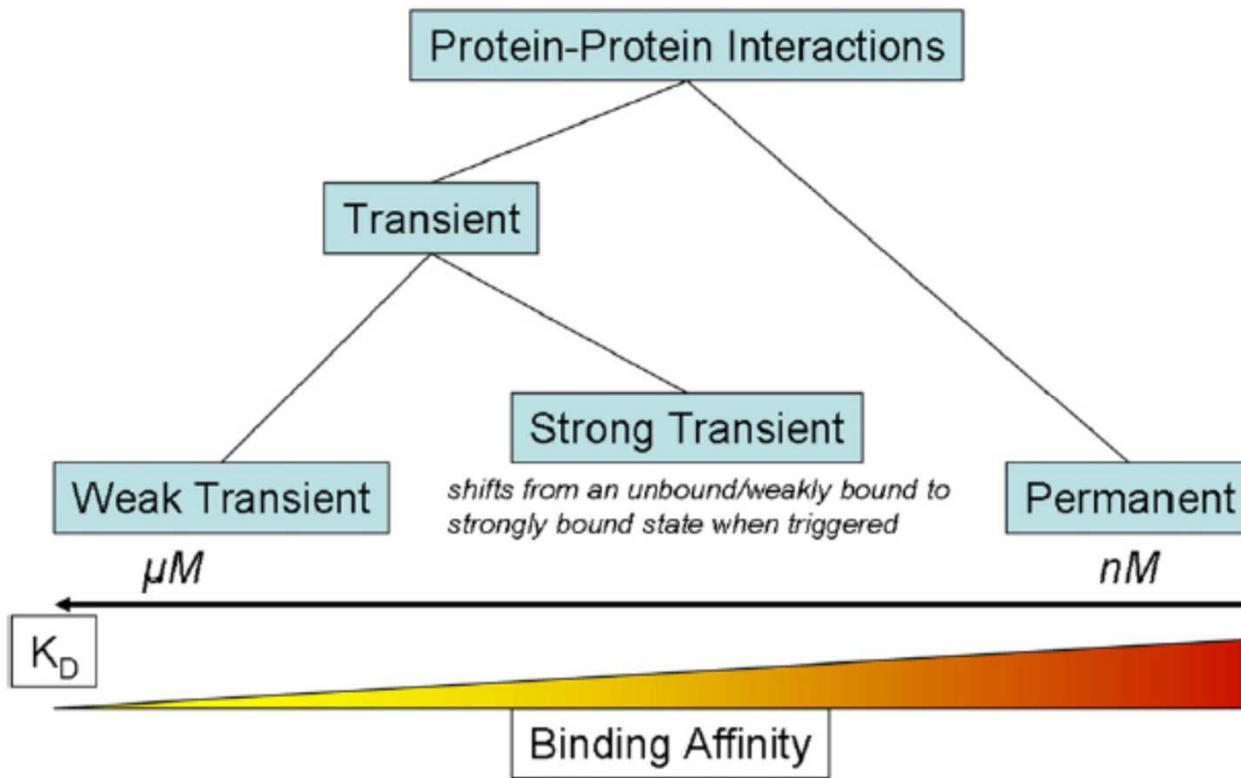 Protein-Protein Interactions
Transient
Strong Transient
shifts from an unbound/weakly bound to
strongly bound state when triggered
Weak Transient
Permanent
µM
nM
K_D
Binding Affinity